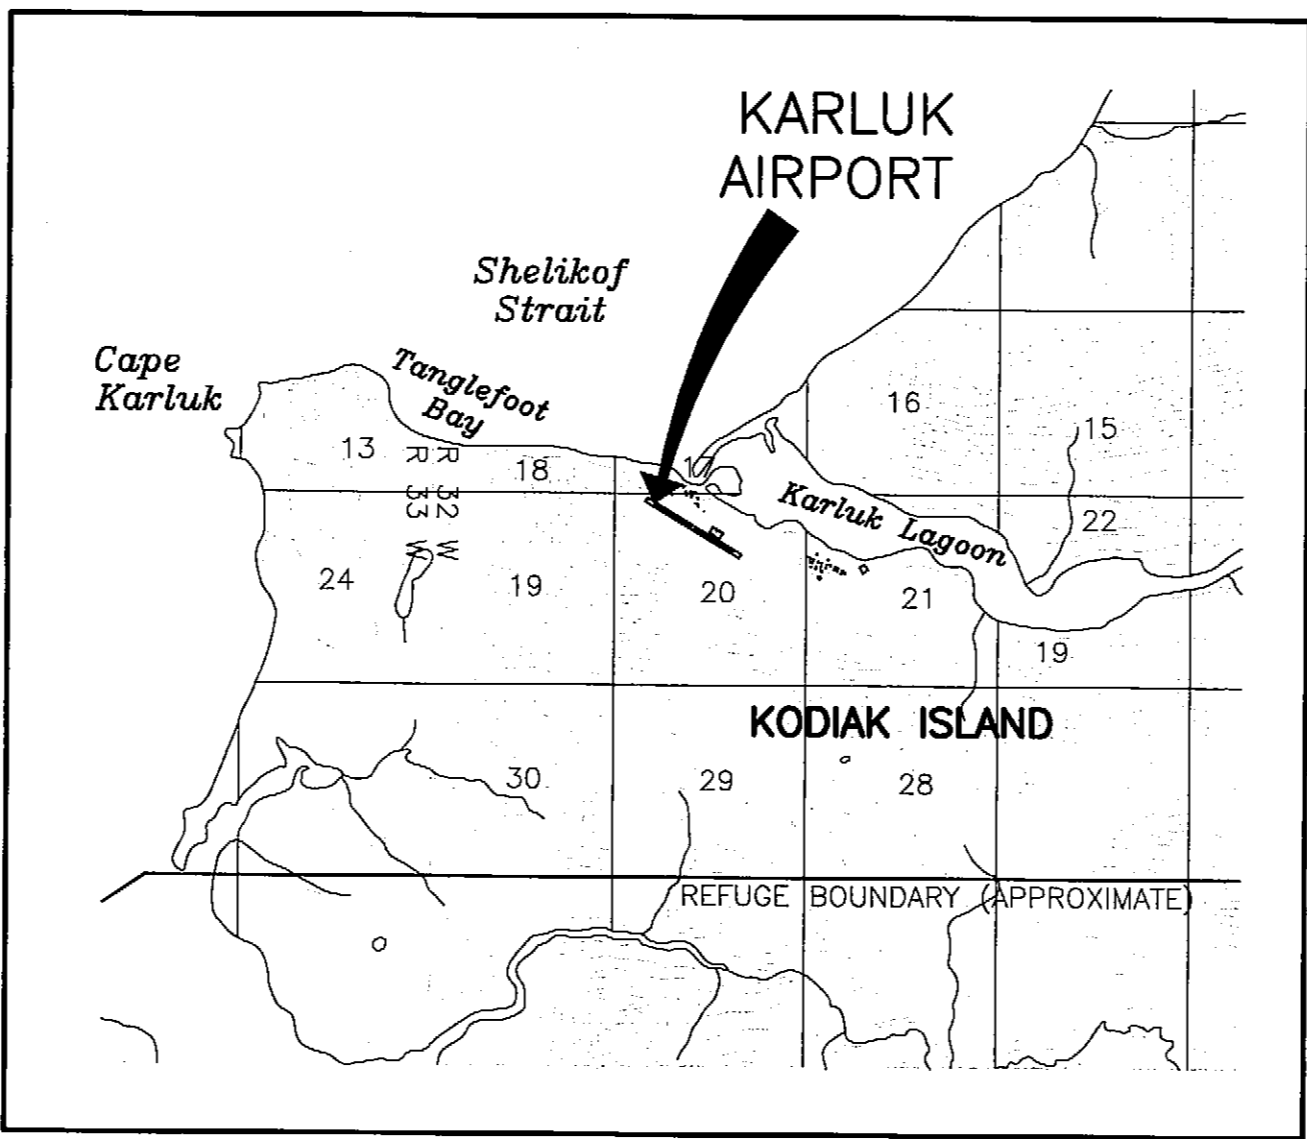 KARLUK
AIRPORT
Shelikof
Strait
Cape
Karluk
Tanglefoot
Bay
16
15
13
R 33 W
R 32 W
18
17
Karluk Lagoon
22
24
19
20
21
19
KODIAK ISLAND
30
29
28
REFUGE BOUNDARY (APPROXIMATE)